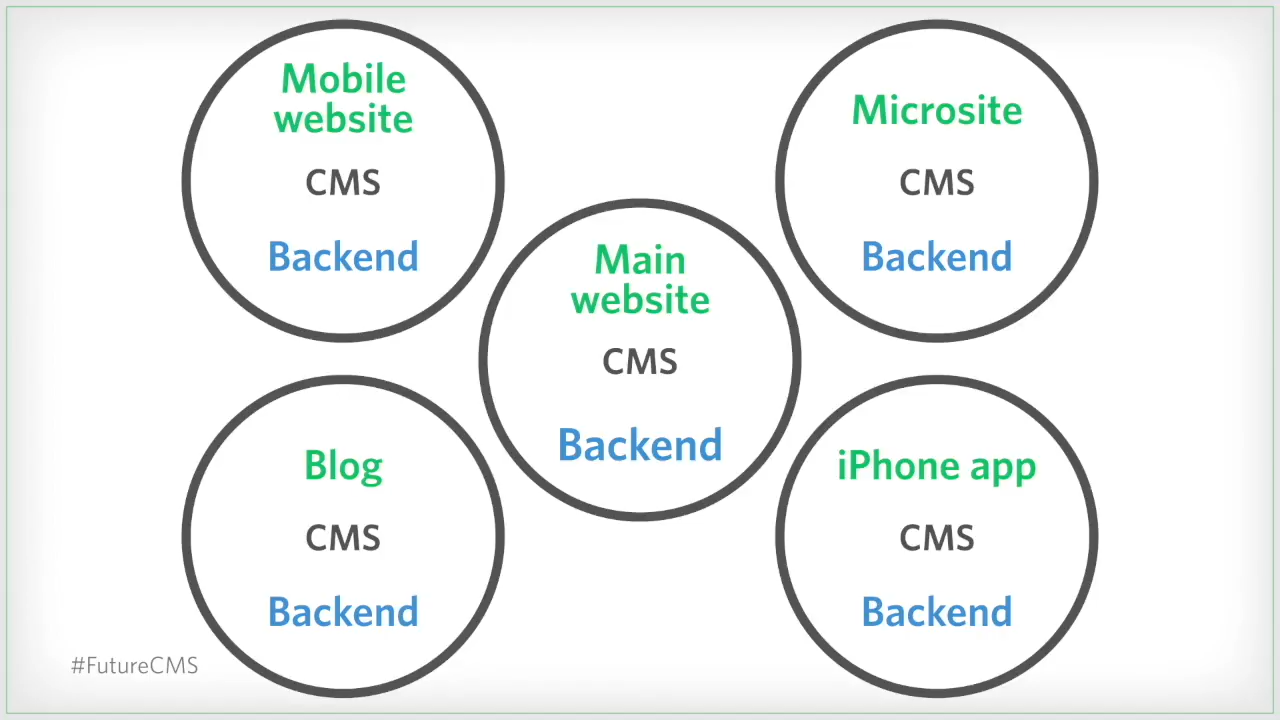 Mobile
website
CMS
Backend
Microsite
CMS
Backend
Main
website
CMS
Backend
Blog
CMS
Backend
iPhone app
CMS
Backend
#FutureCMS